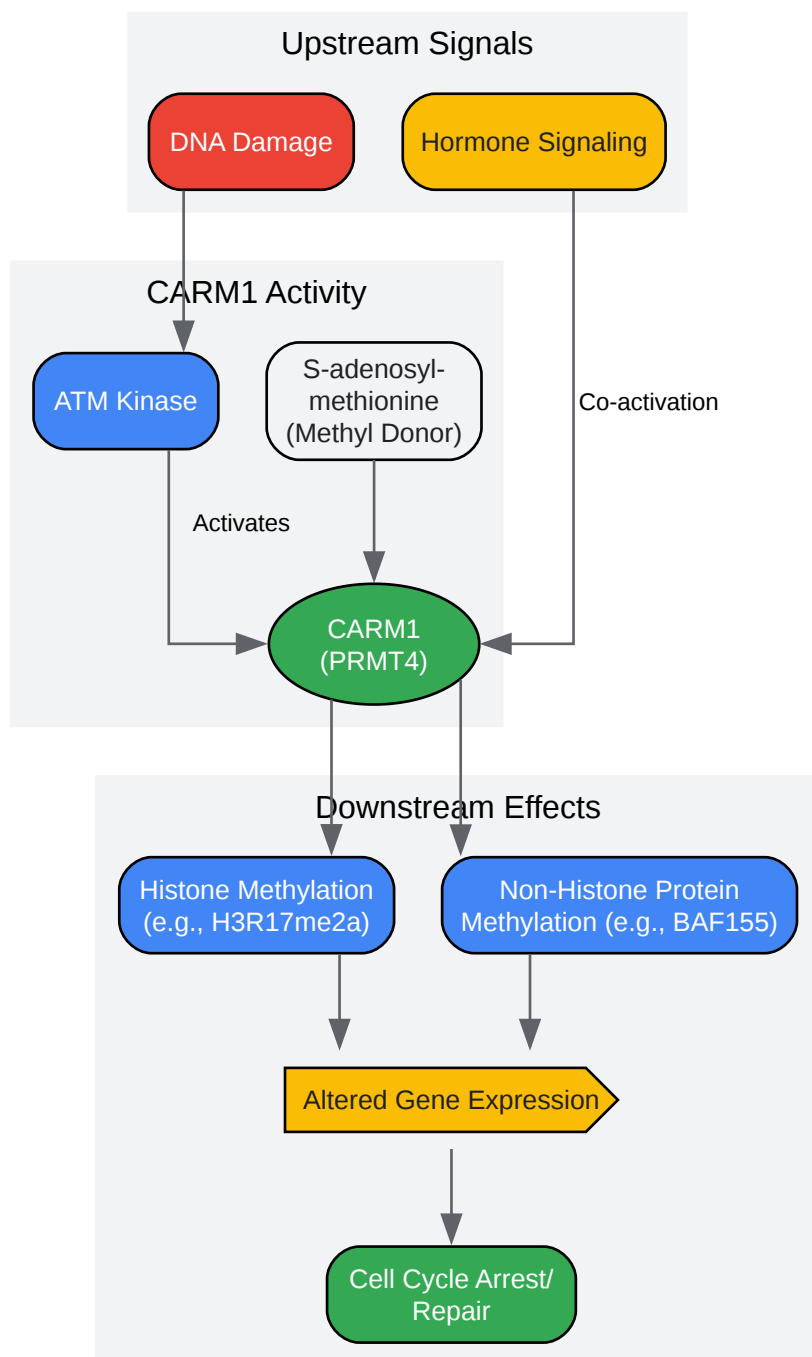 Upstream Signals
DNA Damage
Hormone Signaling
CARM1 Activity
ATM Kinase
S-adenosyl-
methionine
(Methyl Donor)
Co-activation
Activates
CARM1
(PRMT4)
Downstream Effects
Histone Methylation
(e.g., H3R17me2a)
Non-Histone Protein
Methylation (e.g., BAF155)
Altered Gene Expression
Cell Cycle Arrest/
Repair